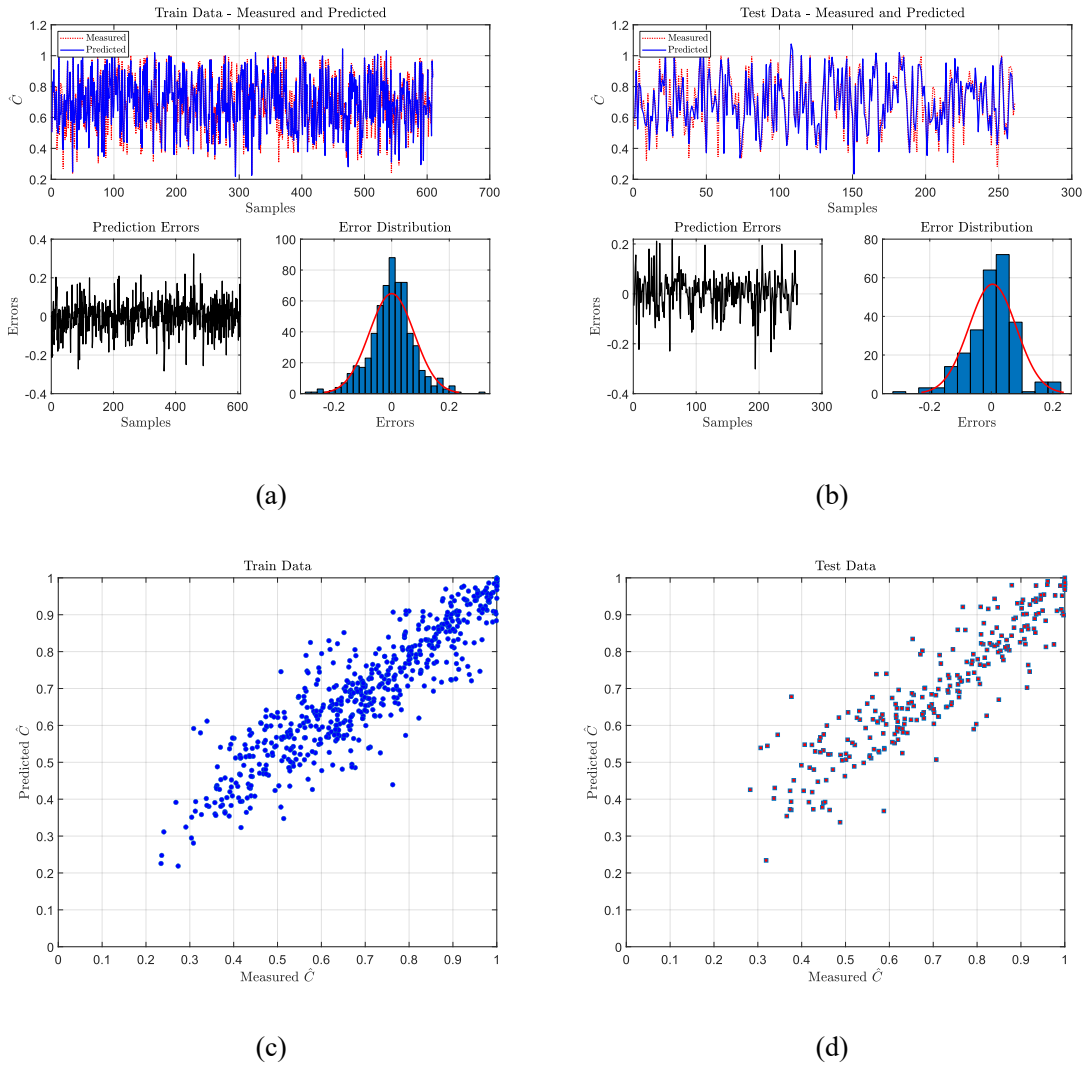 Train Data - Measured and Predicted
Measured
Predicted
1.2
1
0.8
0.6
0.4
0.2
Ĉ
0 100 200 300 400 500 600 700
Samples
Prediction Errors
0.4
0.2
0
-0.2
-0.4
Errors
0 200 400 600
Samples
Error Distribution
100
80
60
40
20
0
-0.2 0 0.2
Errors
(a)
Test Data - Measured and Predicted
Measured
Predicted
1.2
1
0.8
0.6
0.4
0.2
Ĉ
0 50 100 150 200 250 300
Samples
Prediction Errors
0.2
0
-0.2
-0.4
Errors
0 100 200 300
Samples
Error Distribution
80
60
40
20
0
-0.2 0 0.2
Errors
(b)
Train Data
1
0.9
0.8
0.7
0.6
0.5
0.4
0.3
0.2
0.1
0
Predicted Ĉ
0 0.1 0.2 0.3 0.4 0.5 0.6 0.7 0.8 0.9 1
Measured Ĉ
(c)
Test Data
1
0.9
0.8
0.7
0.6
0.5
0.4
0.3
0.2
0.1
0
Predicted Ĉ
0 0.1 0.2 0.3 0.4 0.5 0.6 0.7 0.8 0.9 1
Measured Ĉ
(d)